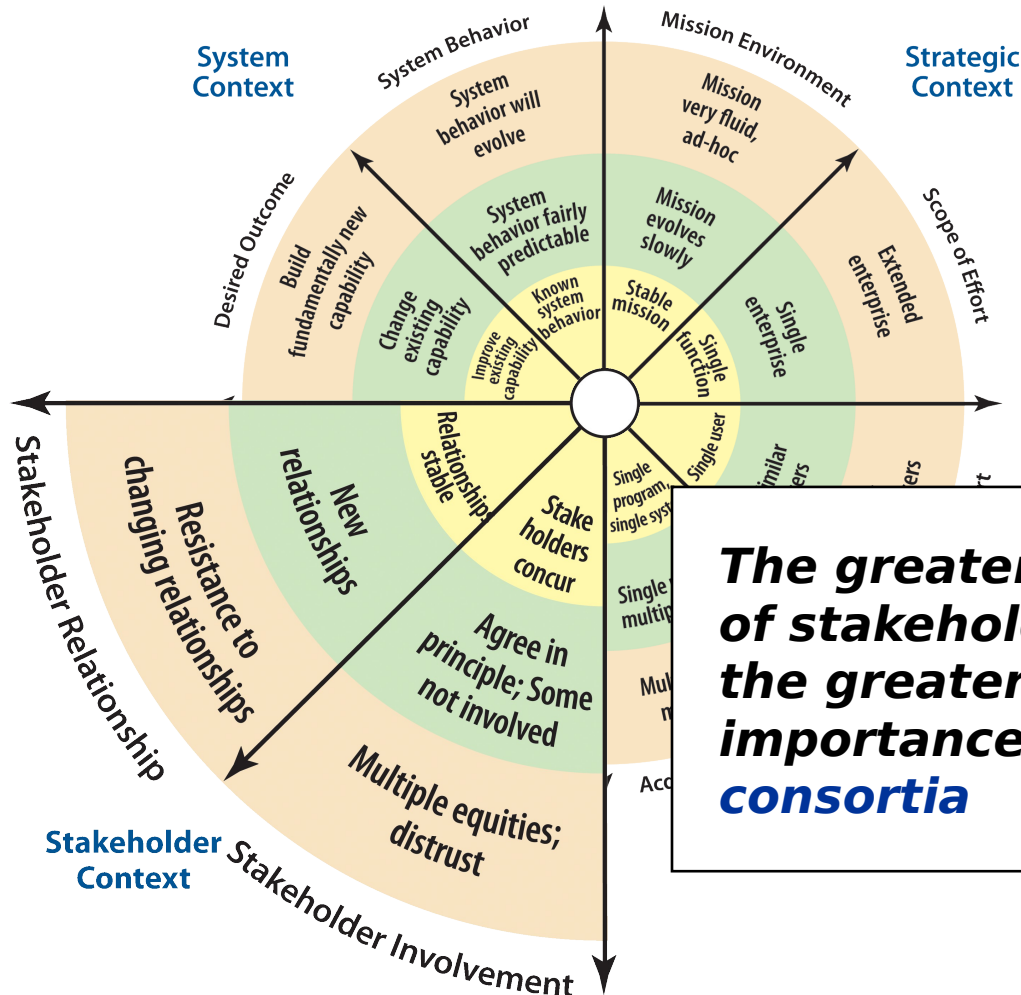 System
Context
System Behavior
Mission Environment
Strategic
Context
Desired Outcome
Scope of Effort
System
behavior will
evolve
Mission
very fluid,
ad-hoc
Build
fundamentally new
capability
System
behavior fairly
predictable
Mission
evolves
slowly
Extended
enterprise
Change
existing
capability
Known
system
behavior
Stable
mission
Single
enterprise
Improve
existing
capability
Single
function
Stakeholder Relationship
Resistance to
changing relationships
New
relationships
Relationships
stable
Stake
holders
concur
Single
program,
single syst
Single user
Agree in
principle; Some
not involved
Single
multip
Multiple equities;
distrust
Stakeholder
Context
Stakeholder Involvement
The greater
of stakehol
the greater
importance
consortia